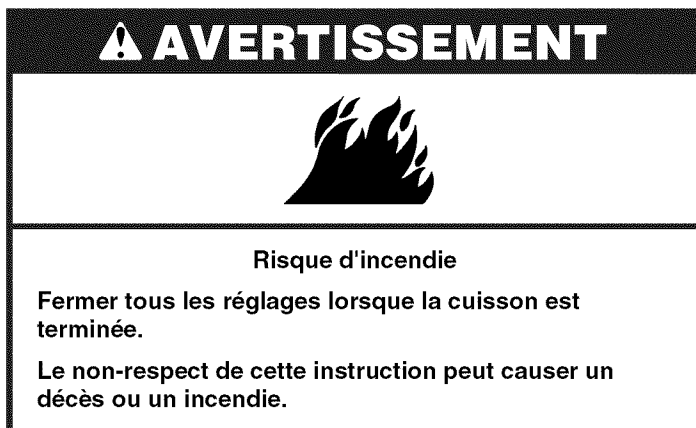 AVERTISSEMENT
Risque d'incendie
Fermer tous les réglages lorsque la cuisson est
terminée.
Le non-respect de cette instruction peut causer un
décès ou un incendie.